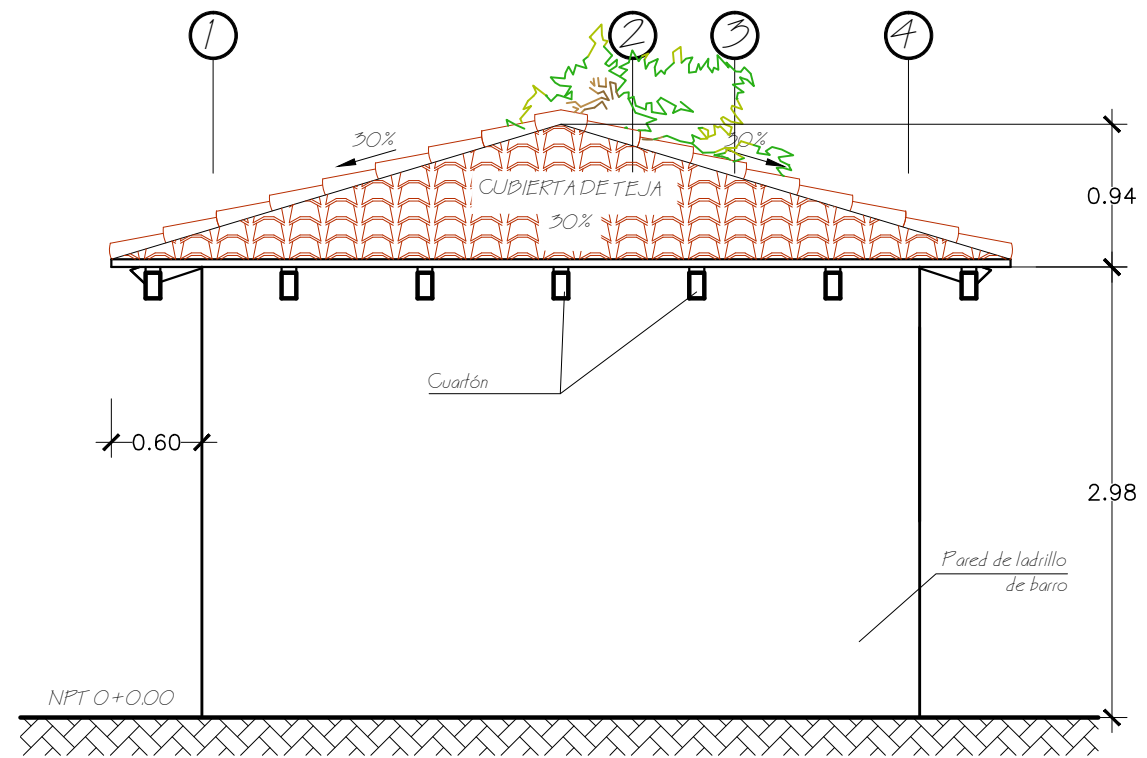 1
2
3
4
30%
30%
0.94
CUBIERTA DE TEJA
30%
Cuartón
0.60
2.98
Pared de ladrillo
de barro
NPT 0+0.00